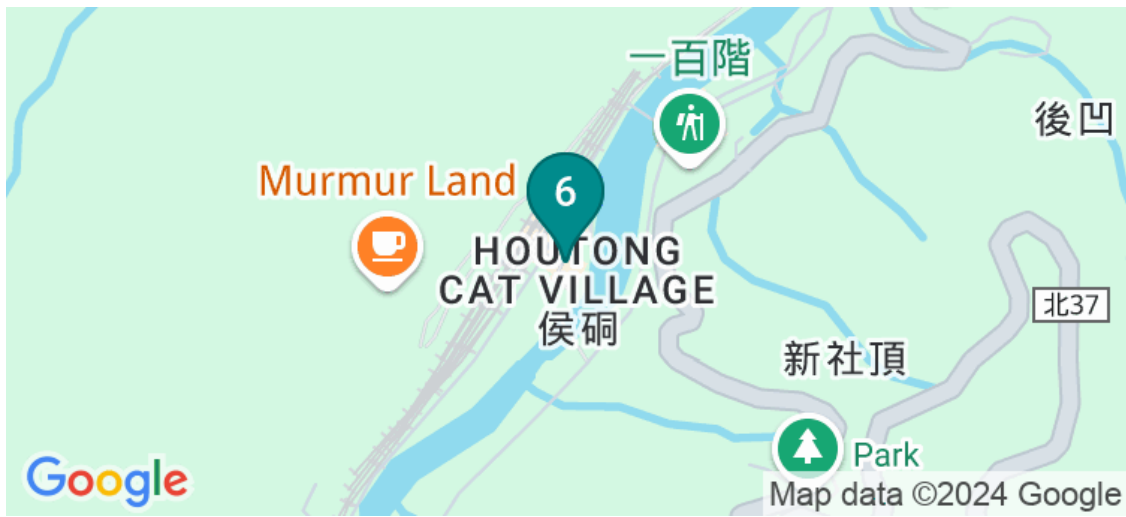 一百階
後凹
Murmur Land
6
HOUTONG
CAT VILLAGE
侯硐
北37
新社頂
Park
Google
Map data ©2024 Google